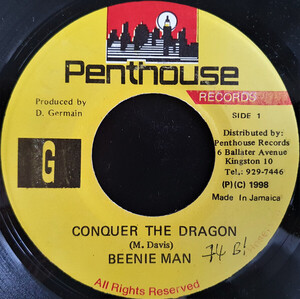 Penthouse
RECORDS
Produced by
D. Germain
SIDE 1
Distributed by:
Penthouse Records
6 Ballater Avenue
Kingston 10
Tel.: 929-7446
(P)(C) 1998
Made In Jamaica
G
CONQUER THE DRAGON
(M. Davis)
BEENIE MAN
All Rights Reserved